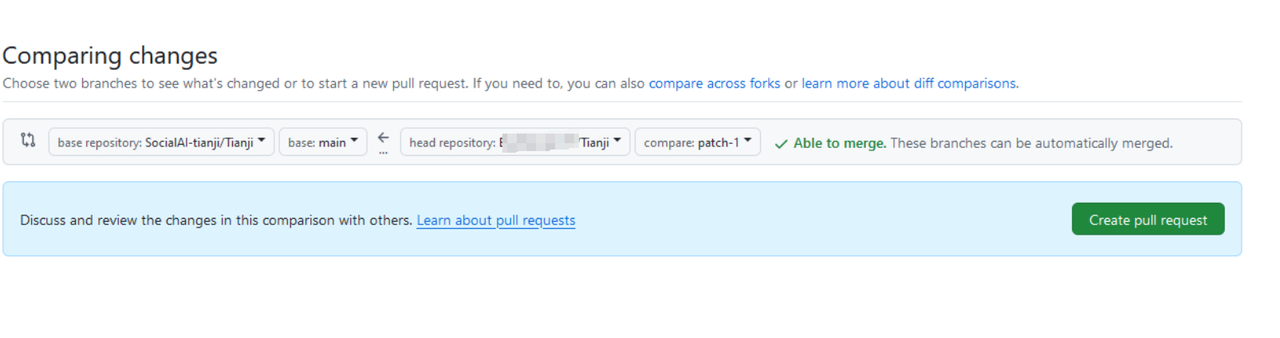 Comparing changes
Choose two branches to see what's changed or to start a new pull request. If you need to, you can also compare across forks or learn more about diff comparisons.
base repository: SocialAI-tianji/Tianji base: main ← ... head repository: /Tianji compare: patch-1 ✓ Able to merge. These branches can be automatically merged.
Discuss and review the changes in this comparison with others. Learn about pull requests Create pull request